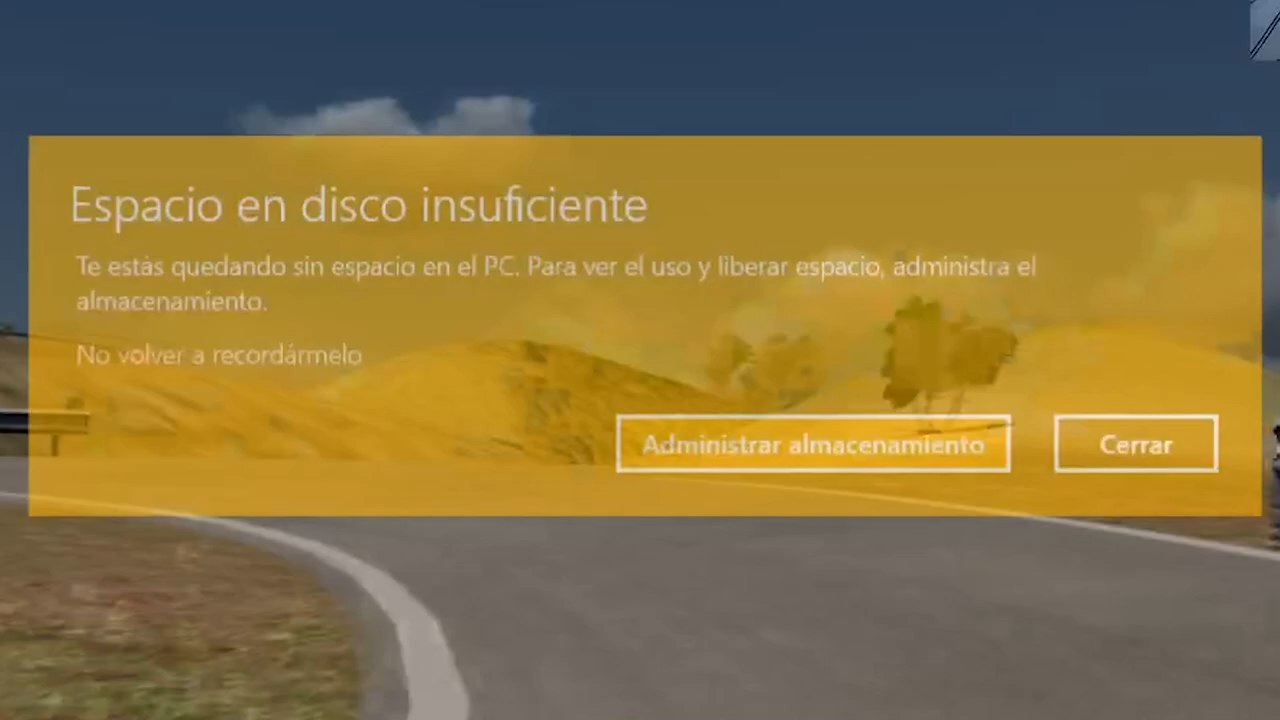 Espacio en disco insuficiente
Te estás quedando sin espacio en el PC. Para ver el uso y liberar espacio, administra el
almacenamiento.
No volver a recordármelo
Administrar almacenamiento
Cerrar